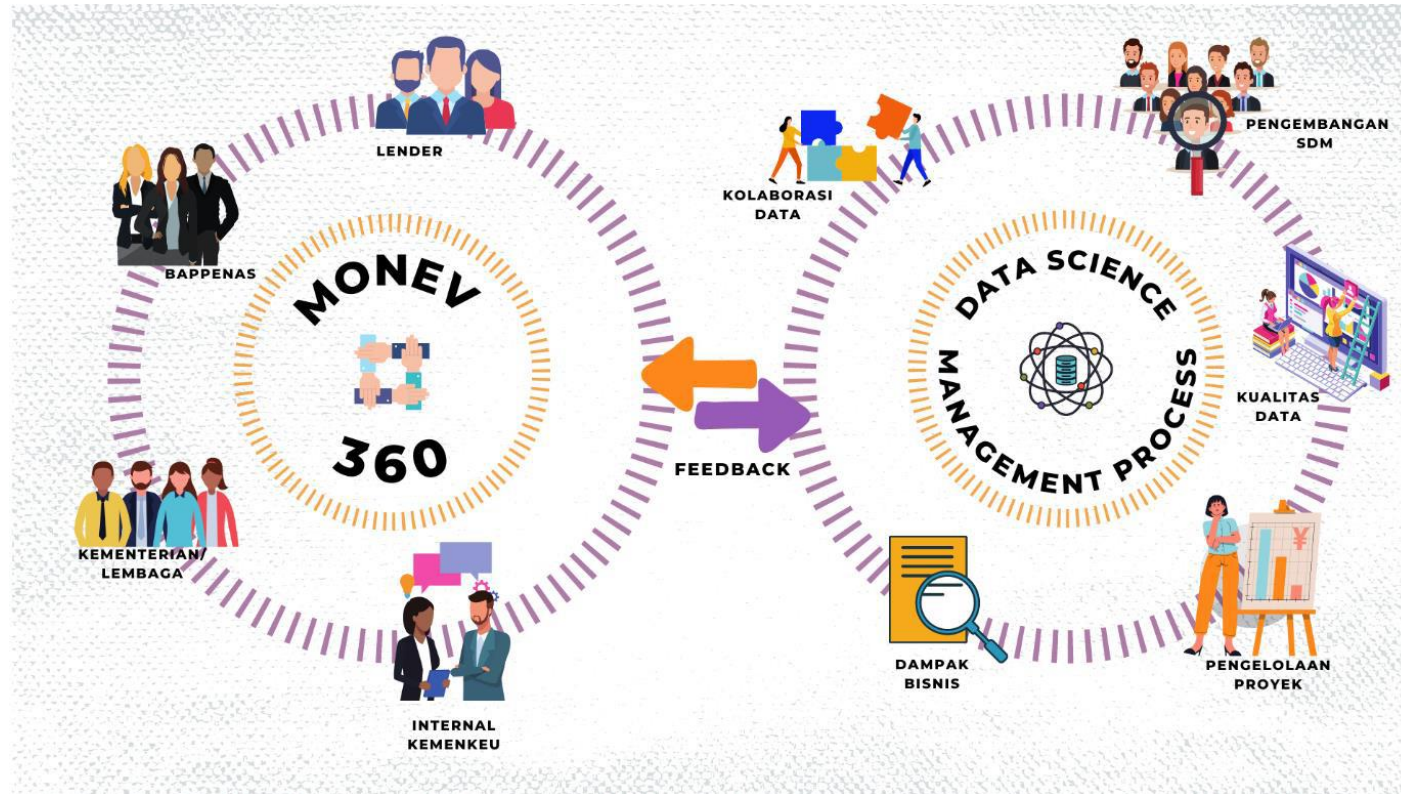 LENDER
BAPPENAS
MONEV
360
KEMENTERIAN/
LEMBAGA
INTERNAL
KEMENKEU
FEEDBACK
KOLABORASI
DATA
PENGEMBANGAN
SDM
DATA SCIENCE
MANAGEMENT PROCESS
KUALITAS
DATA
DAMPAK
BISNIS
PENGELOLAAN
PROYEK
¥